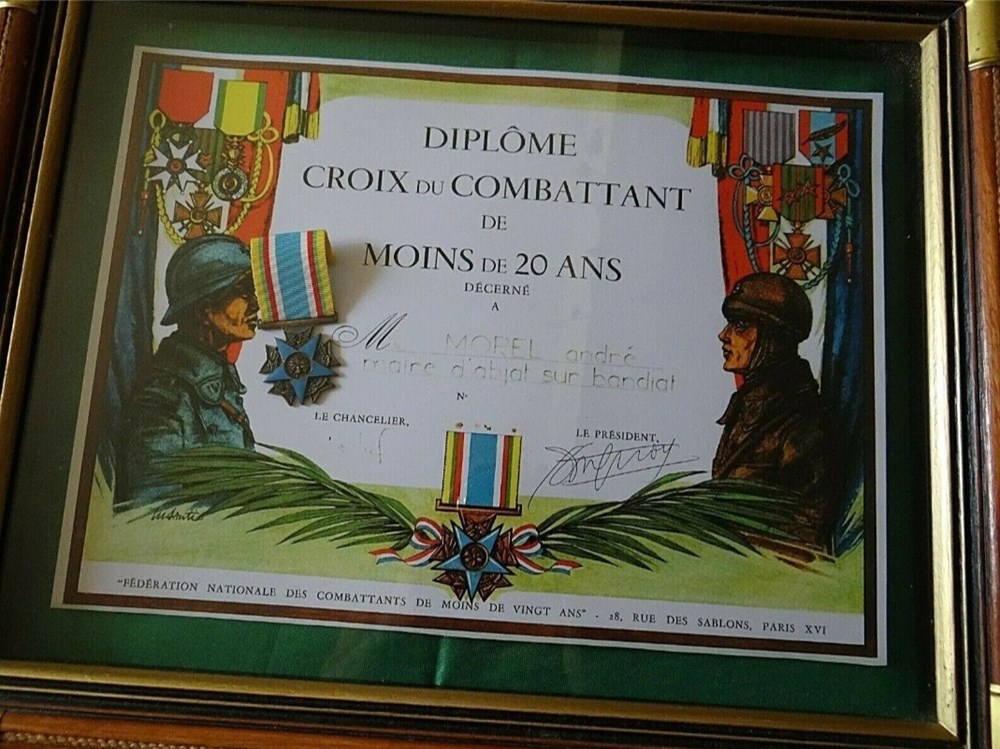 DIPLÔME
CROIX DU COMBATTANT
DE
MOINS DE 20 ANS
DÉCERNÉ
A
M MOREL andré
maire d'abjat sur bandiat
N°
LE CHANCELIER,
LE PRÉSIDENT,
"FÉDÉRATION NATIONALE DES COMBATTANTS DE MOINS DE VINGT ANS" - 28, RUE DES SABLONS, PARIS XVI